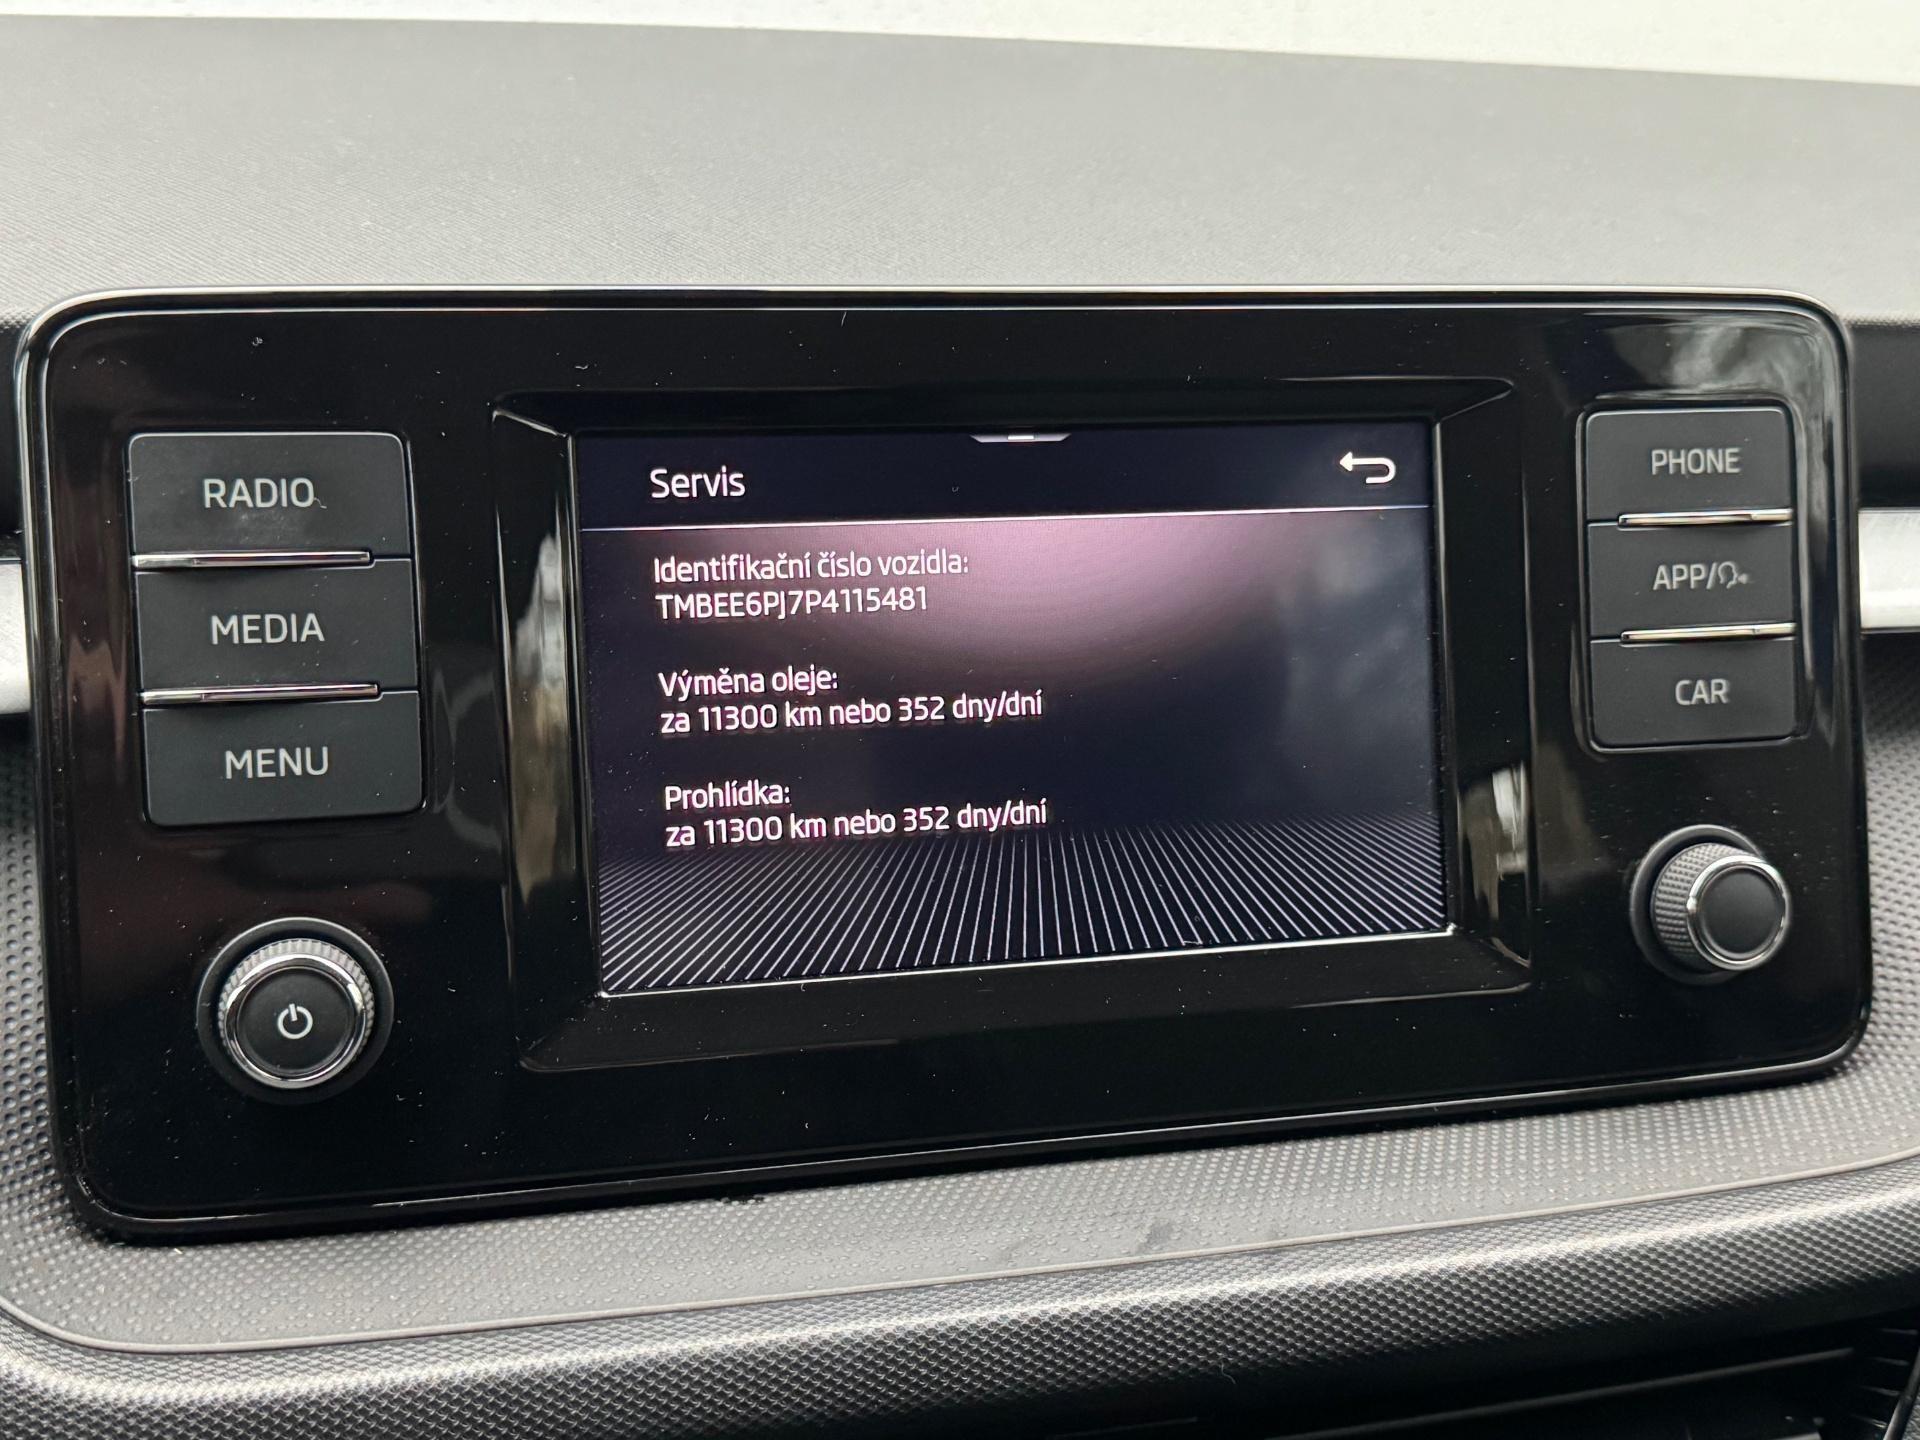 RADIO
MEDIA
MENU
Servis
Identifikační číslo vozidla:
TMBEE6PJ7P4115481
Výměna oleje:
za 11300 km nebo 352 dny/dní
Prohlídka:
za 11300 km nebo 352 dny/dní
PHONE
APP/
CAR